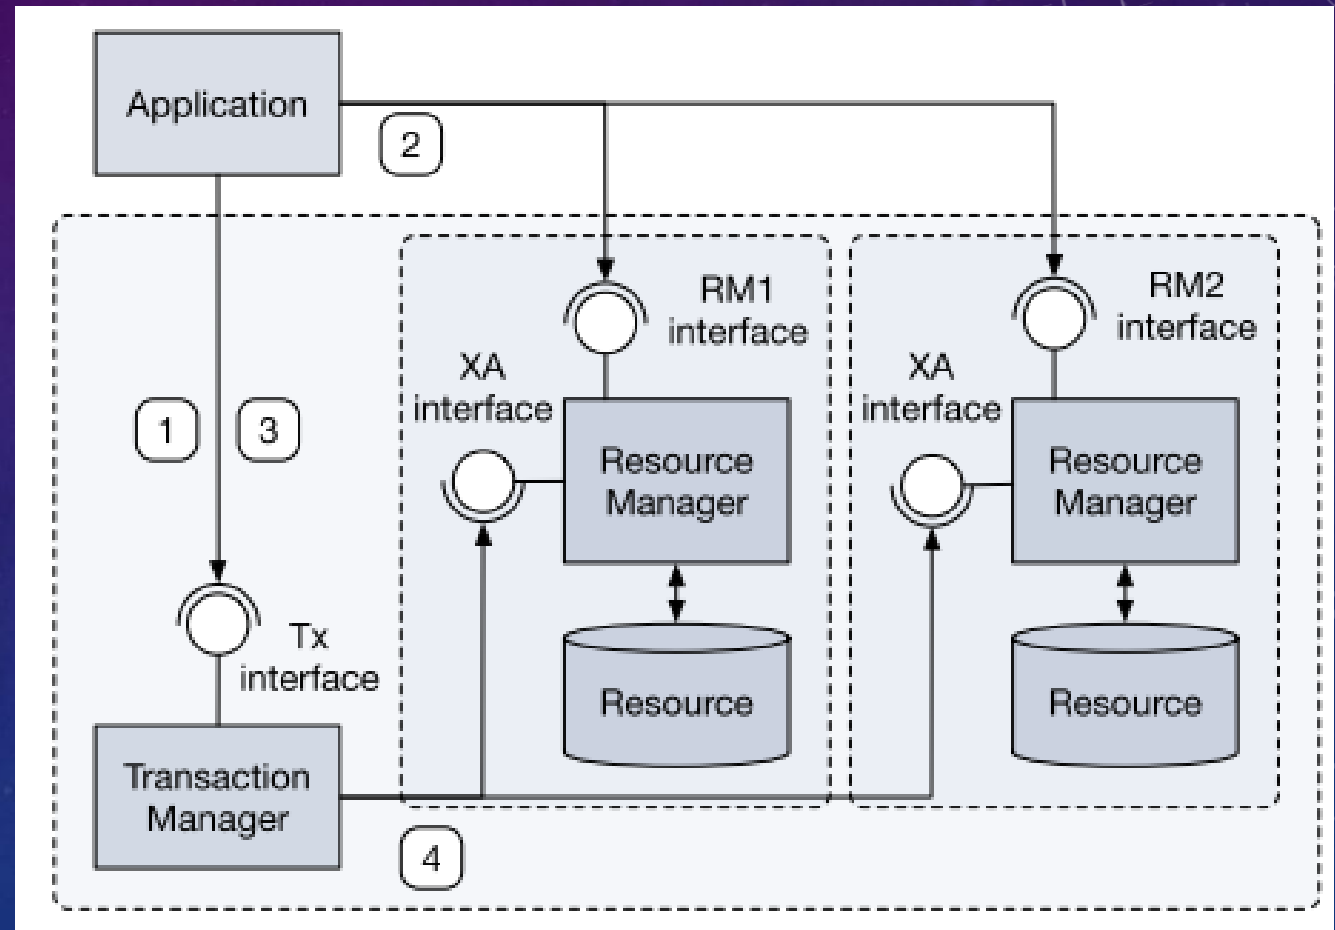 Application
2
RM1
interface
RM2
interface
XA
interface
XA
interface
1
3
Resource
Manager
Resource
Manager
Tx
interface
Resource
Resource
Transaction
Manager
4